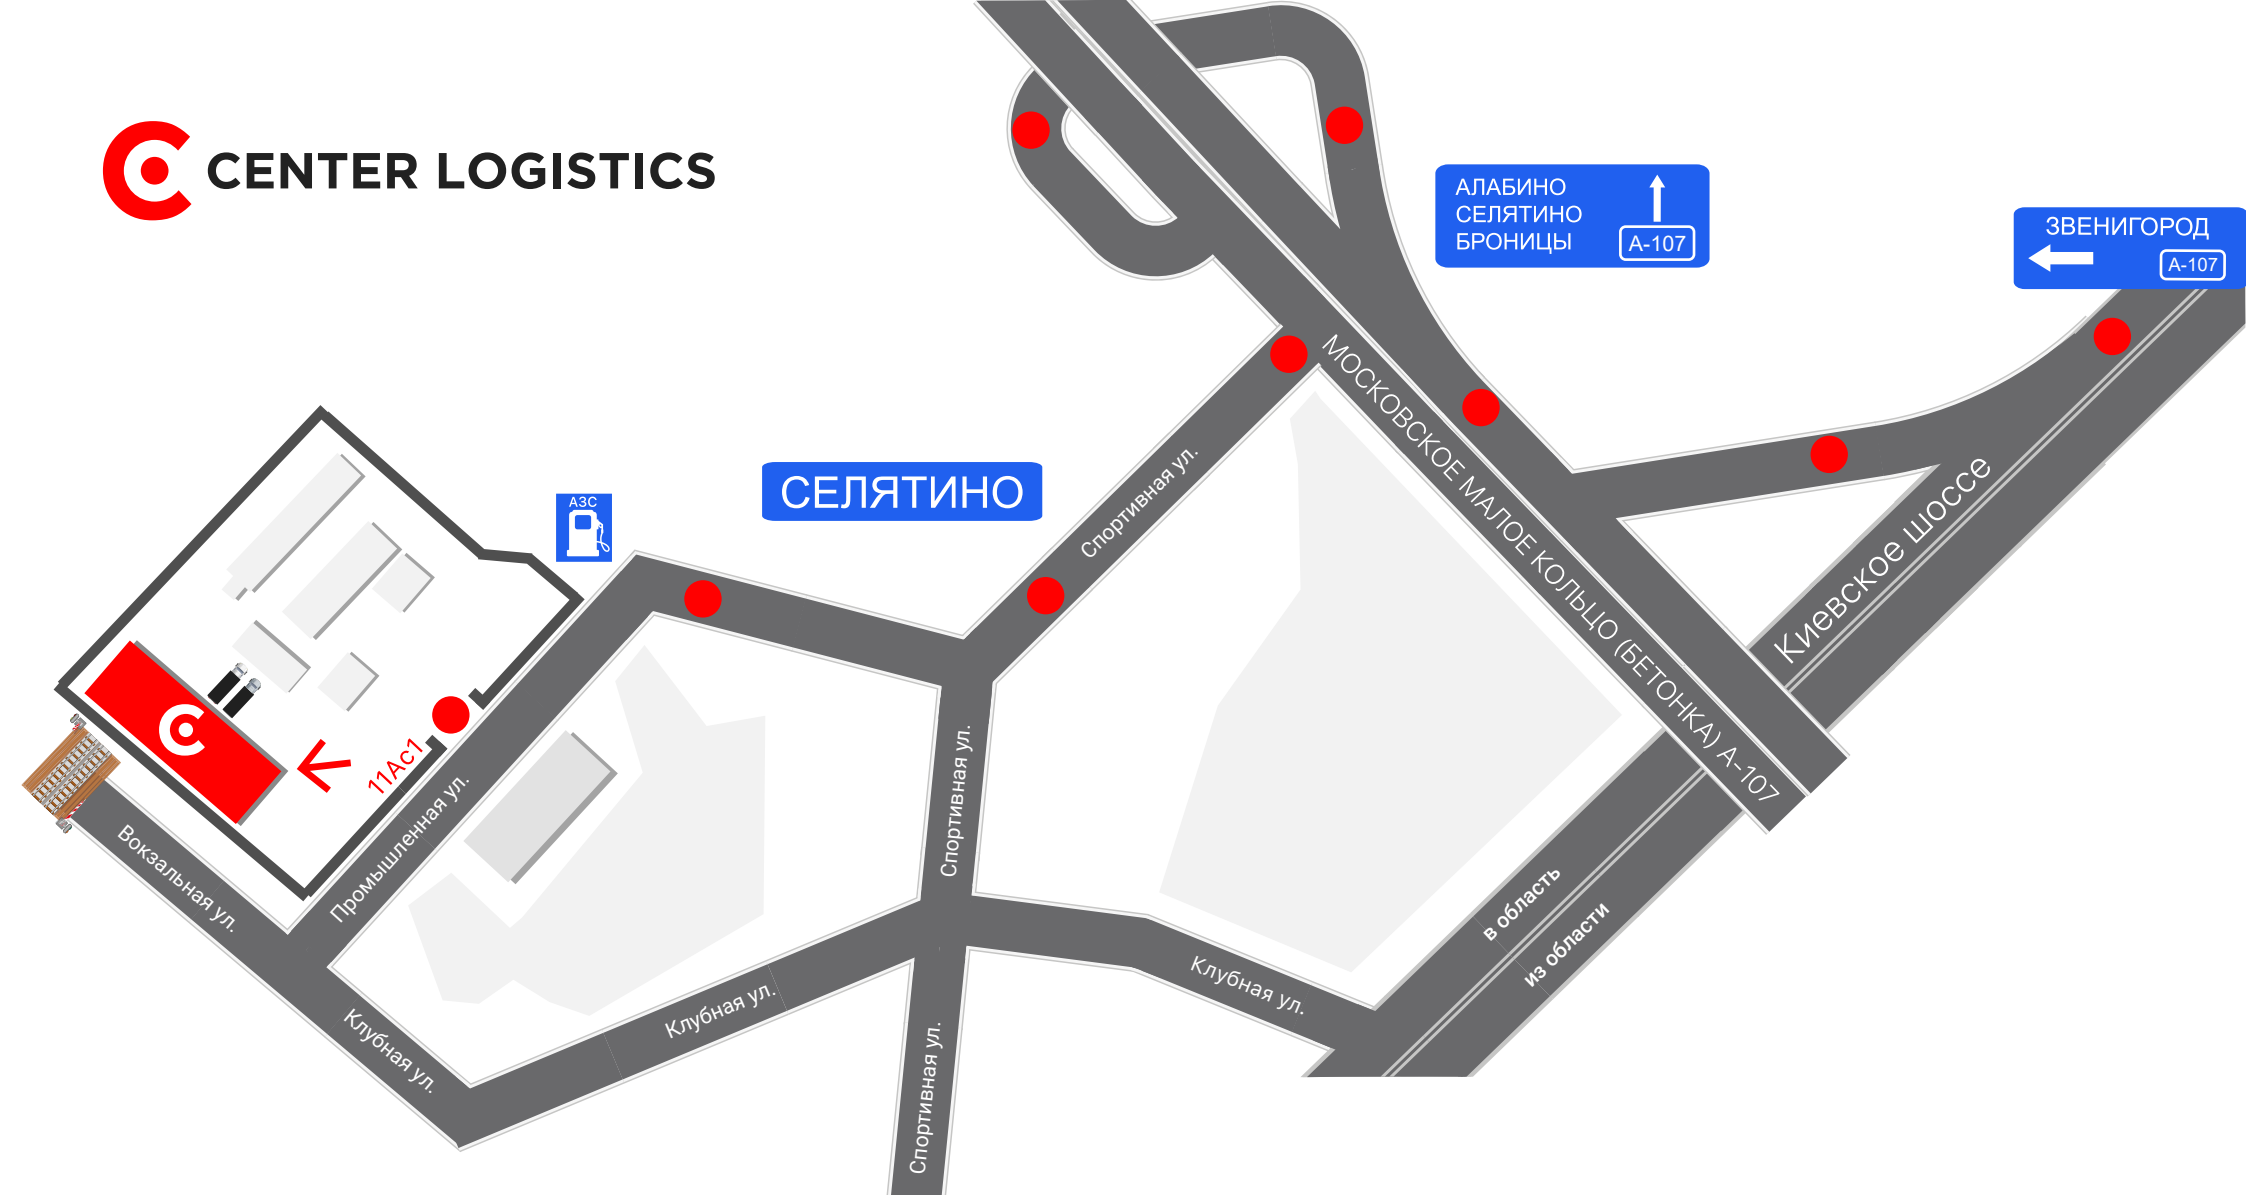 CENTER LOGISTICS
АЛАБИНО
СЕЛЯТИНО
БРОНИЦЫ
А-107
ЗВЕНИГОРОД
А-107
МОСКОВСКОЕ МАЛОЕ КОЛЬЦО (БЕТОНКА) А-107
Киевское шоссе
СЕЛЯТИНО
АЗС
Спортивная ул.
11Ас1
Промышленная ул.
Спортивная ул.
Вокзальная ул.
в область
из области
Клубная ул.
Клубная ул.
Клубная ул.
Спортивная ул.